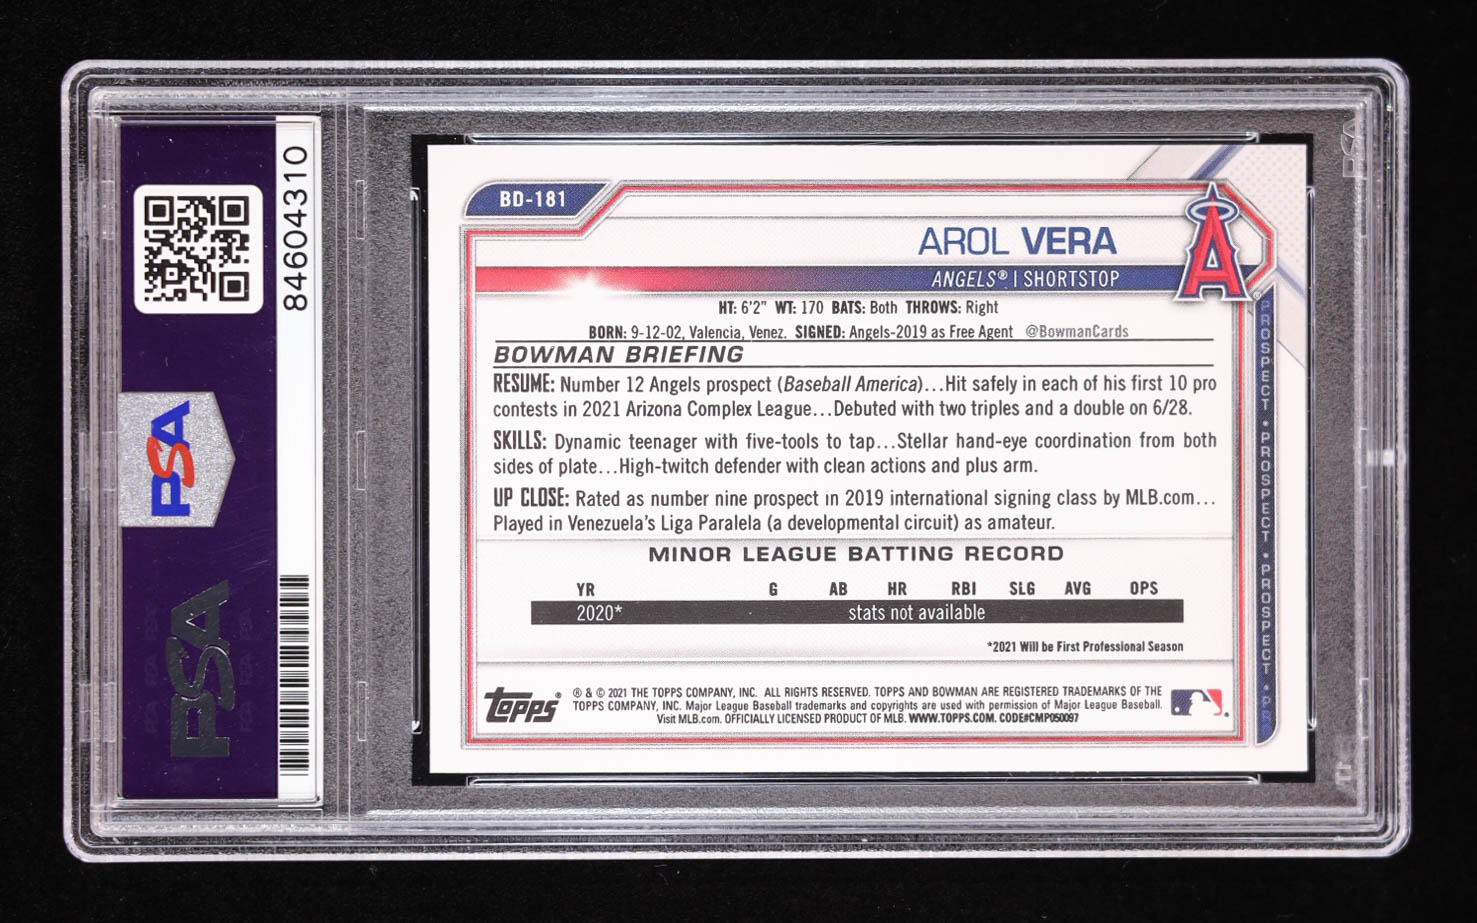 84604310
PSA
PSA
BD-181
AROL VERA
ANGELS® | SHORTSTOP
HT: 6'2" WT: 170 BATS: Both THROWS: Right
BORN: 9-12-02, Valencia, Venez. SIGNED: Angels-2019 as Free Agent @BowmanCards
BOWMAN BRIEFING
RESUME: Number 12 Angels prospect (Baseball America)...Hit safely in each of his first 10 pro
contests in 2021 Arizona Complex League...Debuted with two triples and a double on 6/28.
SKILLS: Dynamic teenager with five-tools to tap...Stellar hand-eye coordination from both
sides of plate...High-twitch defender with clean actions and plus arm.
UP CLOSE: Rated as number nine prospect in 2019 international signing class by MLB.com...
Played in Venezuela's Liga Paralela (a developmental circuit) as amateur.
MINOR LEAGUE BATTING RECORD
YR G AB HR RBI SLG AVG OPS
2020* stats not available
*2021 Will be First Professional Season
Topps® ® & © 2021 THE TOPPS COMPANY, INC. ALL RIGHTS RESERVED. TOPPS AND BOWMAN ARE REGISTERED TRADEMARKS OF THE
TOPPS COMPANY, INC. Major League Baseball trademarks and copyrights are used with permission of Major League Baseball.
Visit MLB.com. OFFICIALLY LICENSED PRODUCT OF MLB. WWW.TOPPS.COM. CODE#CMP050097
A
PROSPECT • PROSPECT • PROSPECT • PR
PSA